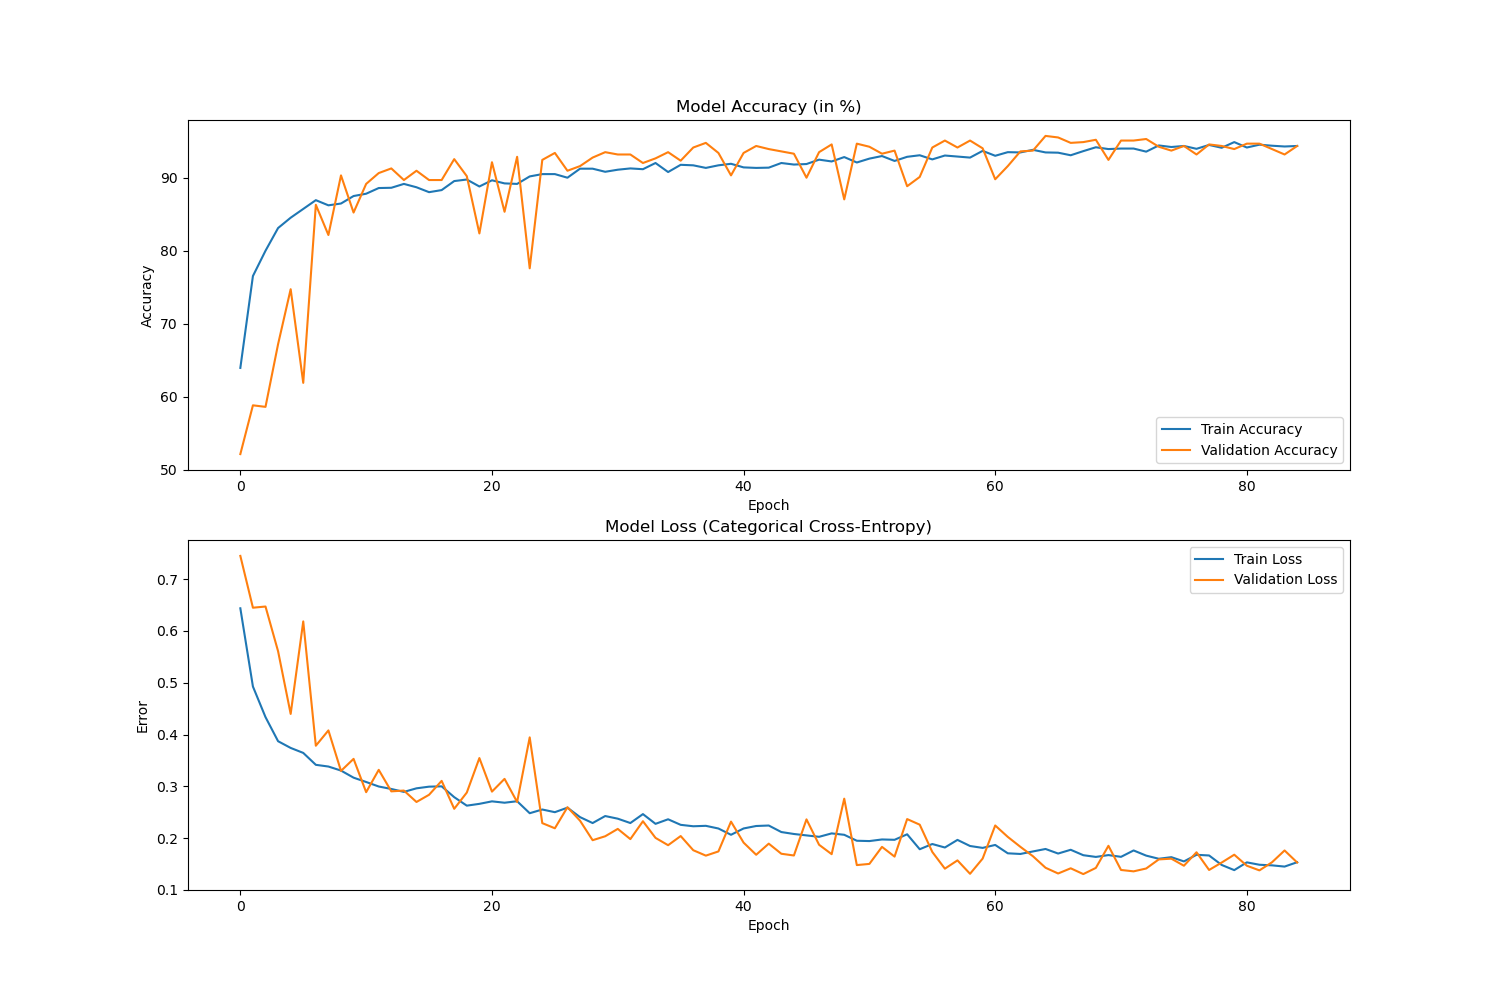 Model Accuracy (in %)
Accuracy
90
80
70
60
50
0 20 40 60 80
Epoch
Train Accuracy
Validation Accuracy
Model Loss (Categorical Cross-Entropy)
Error
0.7
0.6
0.5
0.4
0.3
0.2
0.1
0 20 40 60 80
Epoch
Train Loss
Validation Loss